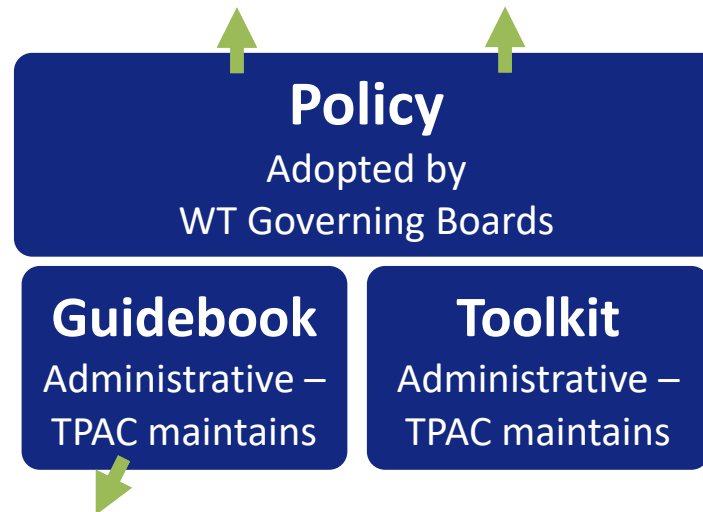 Policy
Adopted by
WT Governing Boards
Guidebook
Administrative –
TPAC maintains
Toolkit
Administrative –
TPAC maintains